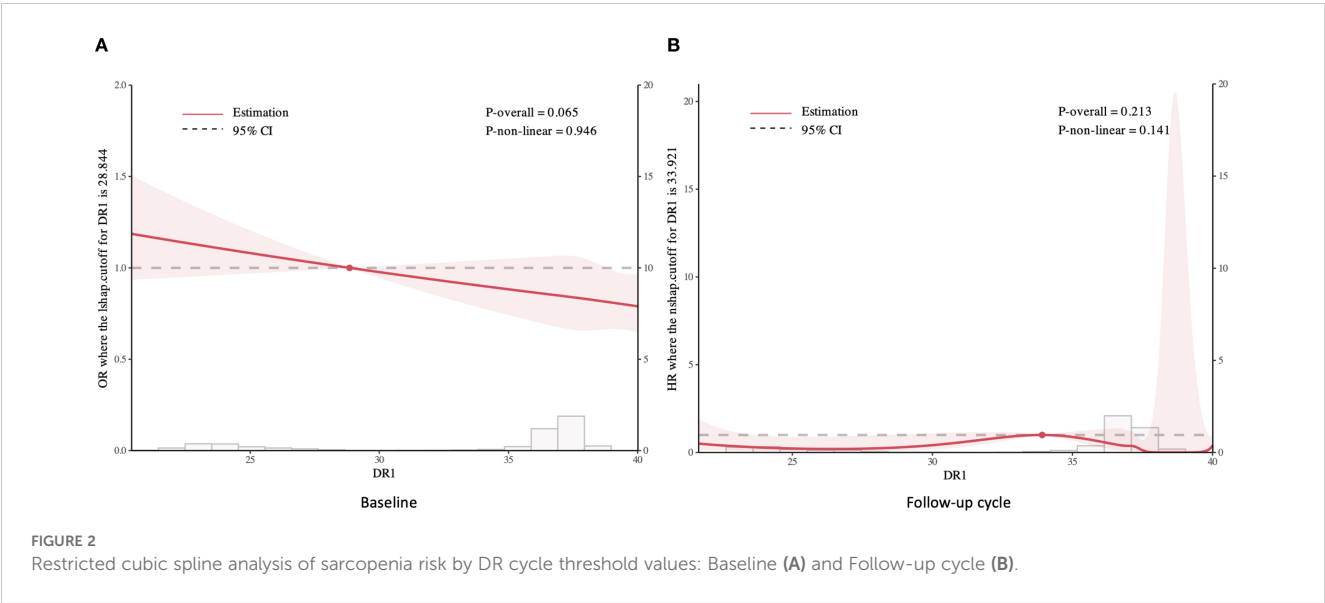 A
2.0
1.5
1.0
0.5
0.0
OR where the lshap.cutoff for DR1 is 28.844
Estimation
95% CI
P-overall = 0.065
P-non-linear = 0.946
20
15
10
5
0
25
30
35
40
DR1
Baseline
B
20
15
10
5
0
HR where the nshap.cutoff for DR1 is 33.921
Estimation
95% CI
P-overall = 0.213
P-non-linear = 0.141
20
15
10
5
0
25
30
35
40
DR1
Follow-up cycle
FIGURE 2
Restricted cubic spline analysis of sarcopenia risk by DR cycle threshold values: Baseline (A) and Follow-up cycle (B).